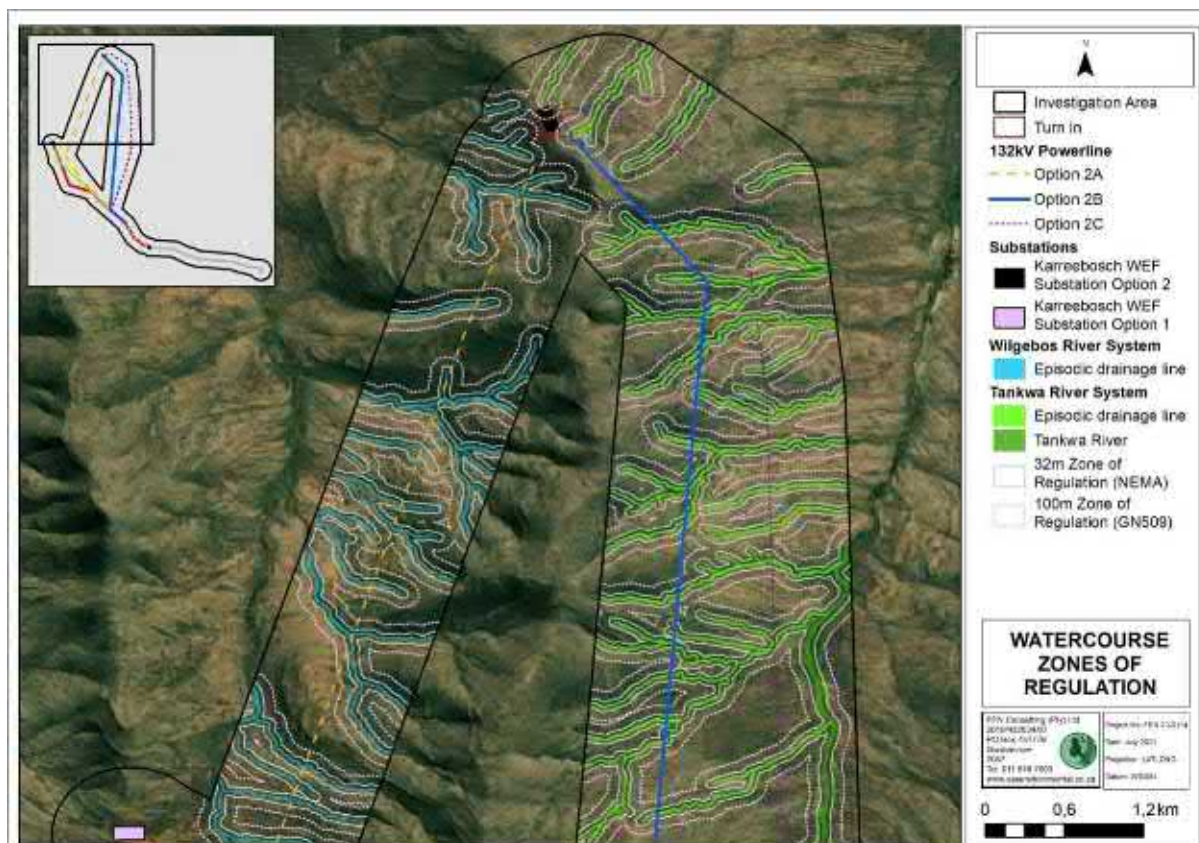 N
Investigation Area
Turn In
132kV Powerline
Option 2A
Option 2B
Option 2C
Substations
Karreebosch WEF
Substation Option 2
Karreebosch WEF
Substation Option 1
Wilgebos River System
Episodic drainage line
Tankwa River System
Episodic drainage line
Tankwa River
32m Zone of
Regulation (NEMA)
100m Zone of
Regulation (GN509)
WATERCOURSE
ZONES OF
REGULATION
0 0,6 1,2 km